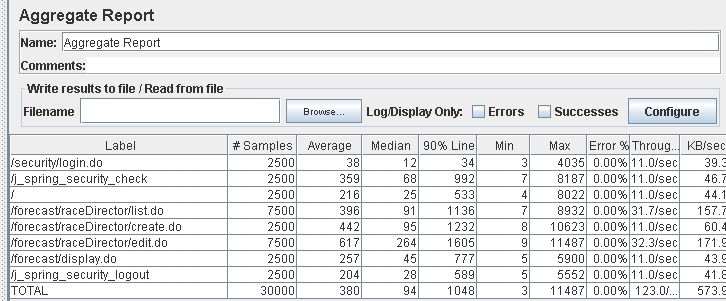 Aggregate Report
Name: Aggregate Report
Comments:
Write results to file / Read from file
Filename Browse... Log/Display Only: Errors Successes Configure
Label # Samples Average Median 90% Line Min Max Error % Throug... KB/sec
/security/login.do 2500 38 12 34 3 4035 0.00% 11.0/sec 39.3
/j_spring_security_check 2500 359 68 992 7 8187 0.00% 11.0/sec 46.7
/ 2500 216 25 533 4 8022 0.00% 11.0/sec 44.1
/forecast/raceDirector/list.do 7500 396 91 1136 7 8932 0.00% 31.7/sec 157.7
/forecast/raceDirector/create.do 2500 442 95 1232 8 10623 0.00% 11.0/sec 60.4
/forecast/raceDirector/edit.do 7500 617 264 1605 9 11487 0.00% 32.3/sec 171.9
/forecast/display.do 2500 257 45 777 5 5900 0.00% 11.0/sec 43.9
/j_spring_security_logout 2500 204 28 589 5 5552 0.00% 11.0/sec 41.8
TOTAL 30000 380 94 1048 3 11487 0.00% 123.0/... 573.9